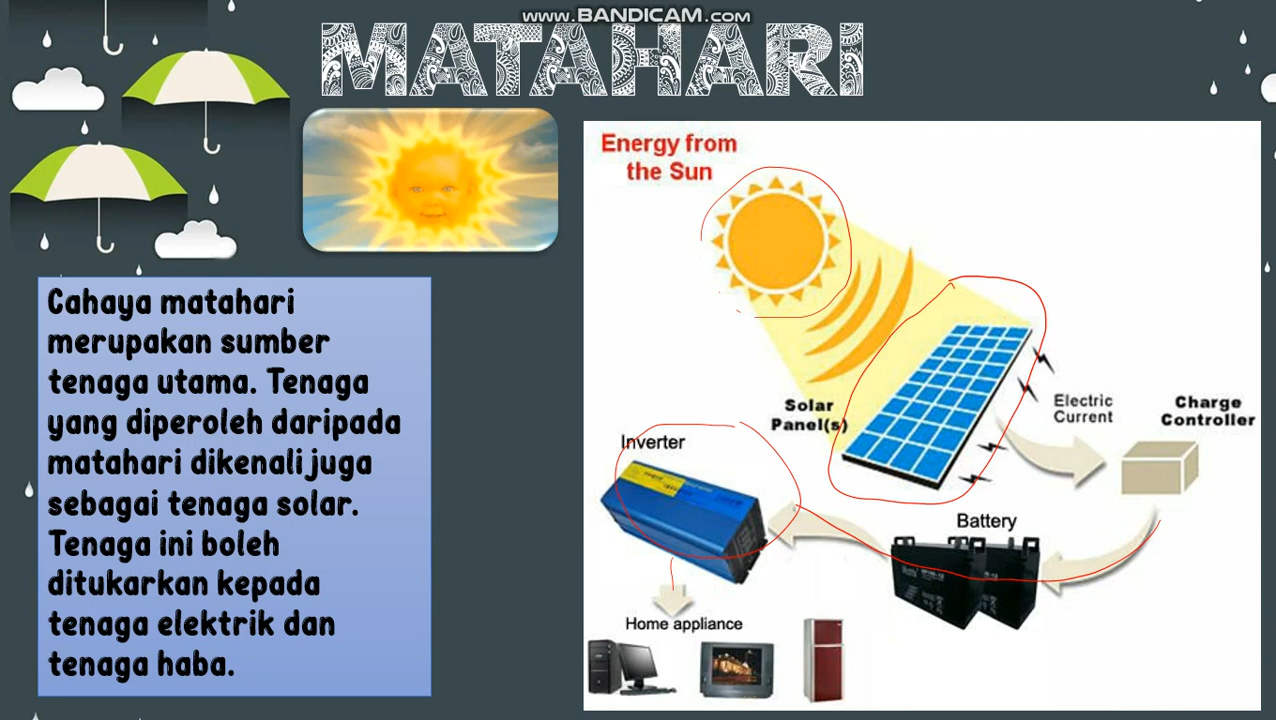 www.BANDICAM.com
MATAHARI
Energy from
the Sun
Cahaya matahari
merupakan sumber
tenaga utama. Tenaga
yang diperoleh daripada
matahari dikenali juga
sebagai tenaga solar.
Tenaga ini boleh
ditukarkan kepada
tenaga elektrik dan
tenaga haba.
Solar
Panel(s)
Electric
Current
Charge
Controller
Inverter
Battery
Home appliance